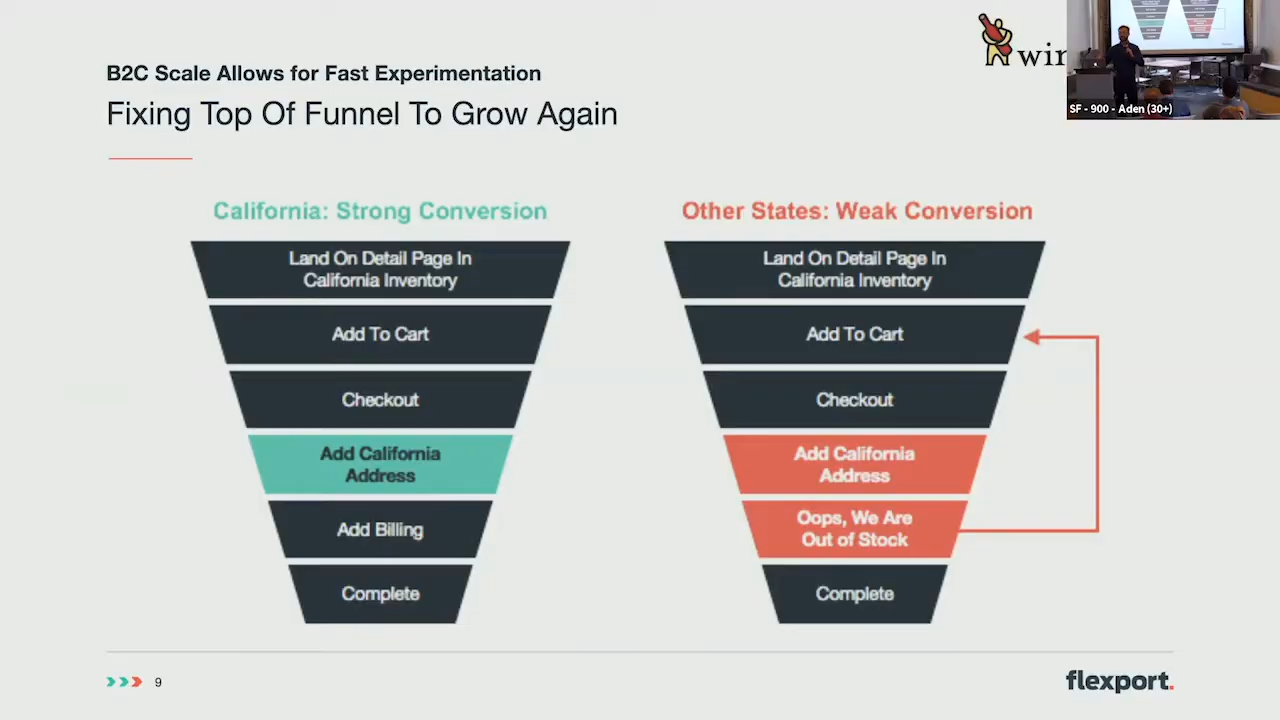 B2C Scale Allows for Fast Experimentation
Fixing Top Of Funnel To Grow Again
SF - 900 - Aden (30+)
California: Strong Conversion
Land On Detail Page In
California Inventory
Add To Cart
Checkout
Add California
Address
Add Billing
Complete
Other States: Weak Conversion
Land On Detail Page In
California Inventory
Add To Cart
Checkout
Add California
Address
Oops, We Are
Out of Stock
Complete
9
flexport.